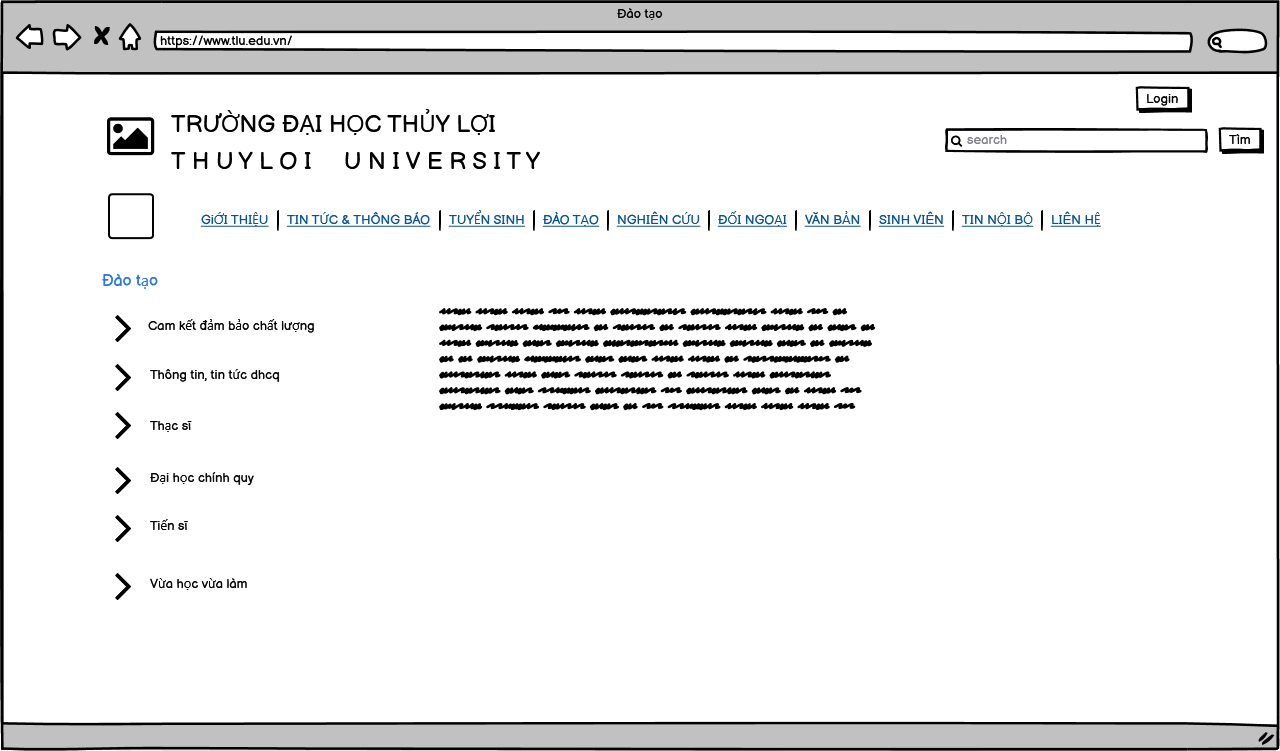 Đào tạo
https://www.tlu.edu.vn/
Login
TRƯỜNG ĐẠI HỌC THỦY LỢI
THUYLOI UNIVERSITY
search
Tìm
GiỚI THIỆU TIN TỨC & THÔNG BÁO TUYỂN SINH ĐÀO TẠO NGHIÊN CỨU ĐỐI NGOẠI VĂN BẢN SINH VIÊN TIN NỘI BỘ LIÊN HỆ
Đào tạo
Cam kết đảm bảo chất lượng
Thông tin, tin tức dhcq
Thạc sĩ
Đại học chính quy
Tiến sĩ
Vừa học vừa làm